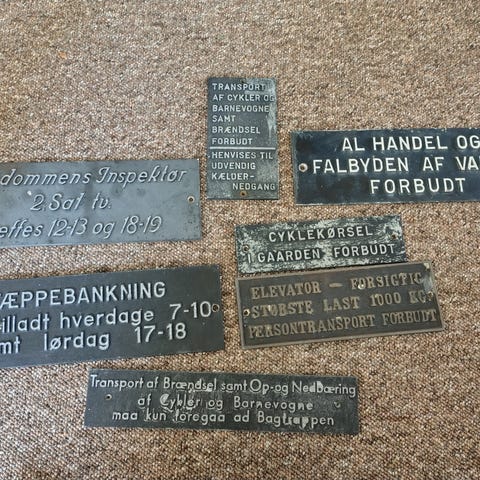 TRANSPORT
AF CYKLER OG
BARNEVOGNE
SAMT
BRÆNDSEL
FORBUDT
HENVISES TIL
UDVENDIG
KÆLDER-
NEDGANG
AL HANDEL OG
FALBYDEN AF VA
FORBUDT
dommens Inspektør
2. Sal tv.
effes 12-13 og 18-19
CYKLEKØRSEL
I GAARDEN FORBUDT
ÆPPEBANKNING
illadt hverdage 7-10
mt lørdag 17-18
ELEVATOR - FORSIGTIG
STØRSTE LAST 1000 KG
PERSONTRANSPORT FORBUDT
Transport af Brændsel samt Op-og Nedbæring
af Cykler og Barnevogne
maa kun foregaa ad Bagtrappen